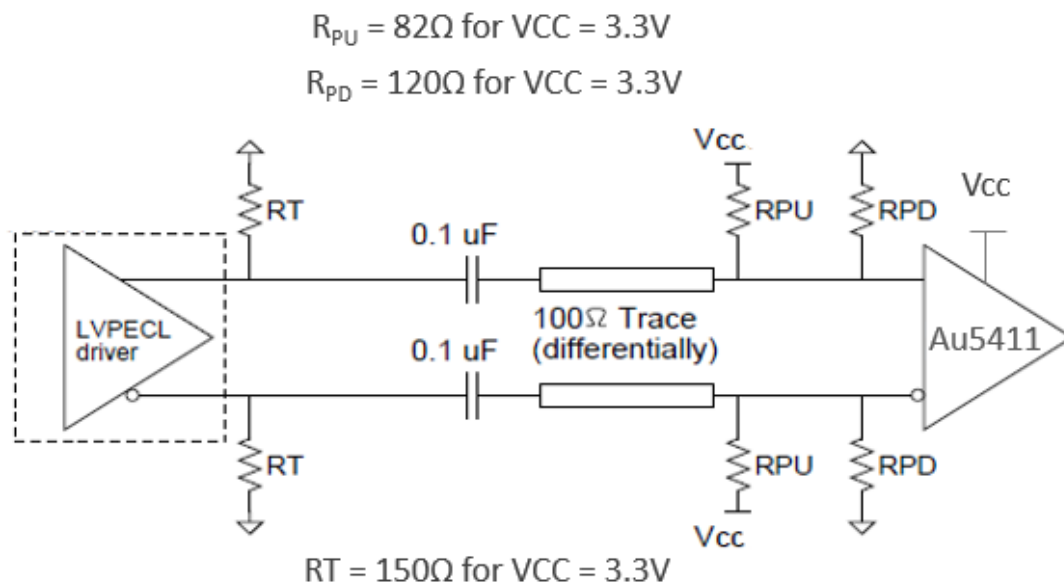 R_PU = 82Ω for VCC = 3.3V
R_PD = 120Ω for VCC = 3.3V
Vcc
Vcc
RT
RPU
RPD
0.1 uF
LVPECL
driver
100Ω Trace
(differentially)
Au5411
0.1 uF
RT
RPU
RPD
Vcc
RT = 150Ω for VCC = 3.3V